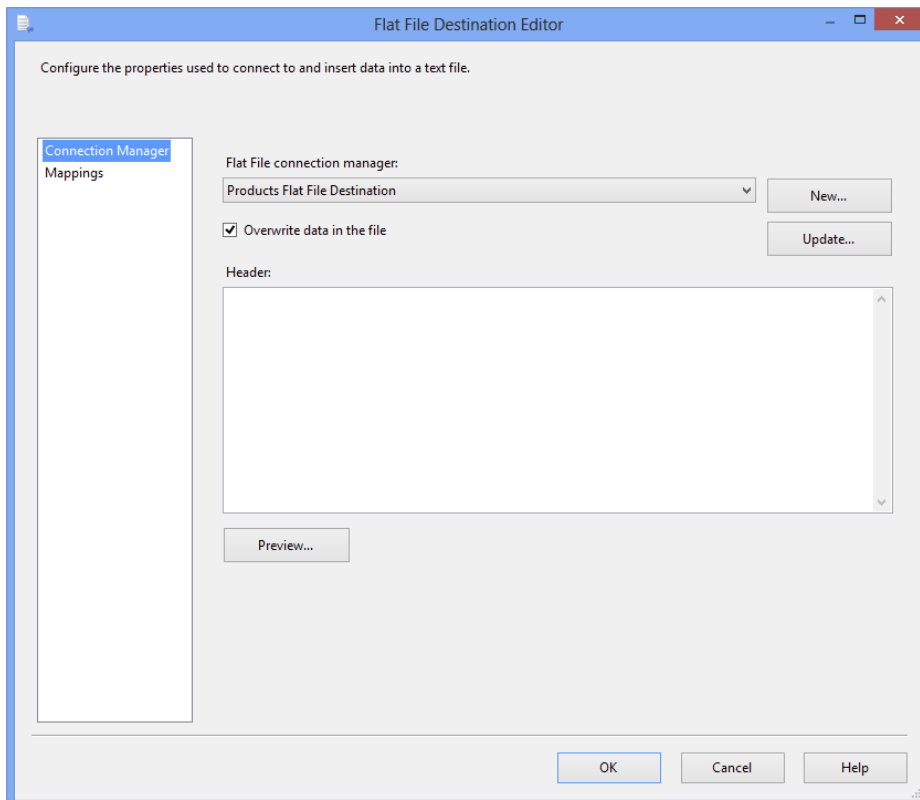 Flat File Destination Editor
Configure the properties used to connect to and insert data into a text file.
Connection Manager
Mappings
Flat File connection manager:
Products Flat File Destination
New...
Overwrite data in the file
Update...
Header:
Preview...
OK
Cancel
Help